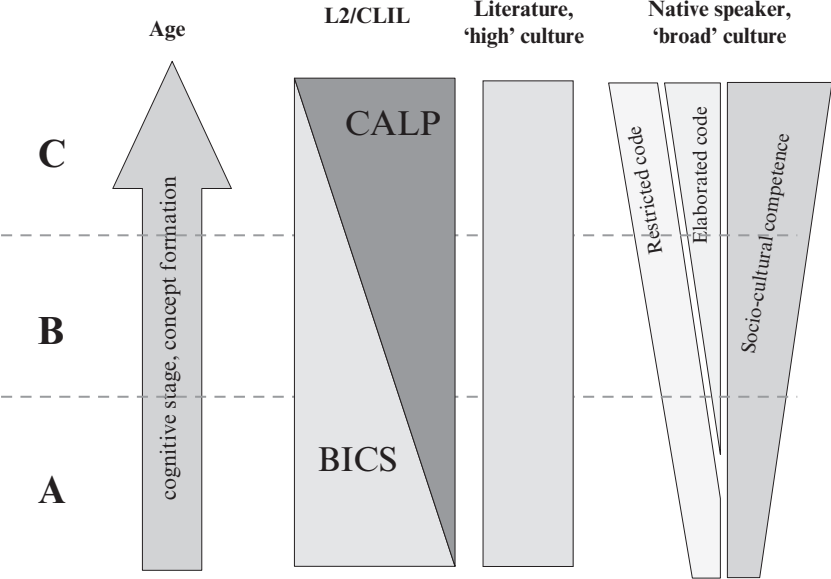 Age
L2/CLIL
Literature,
‘high’ culture
Native speaker,
‘broad’ culture
C
B
A
cognitive stage, concept formation
CALP
BICS
Restricted code
Elaborated code
Socio-cultural competence